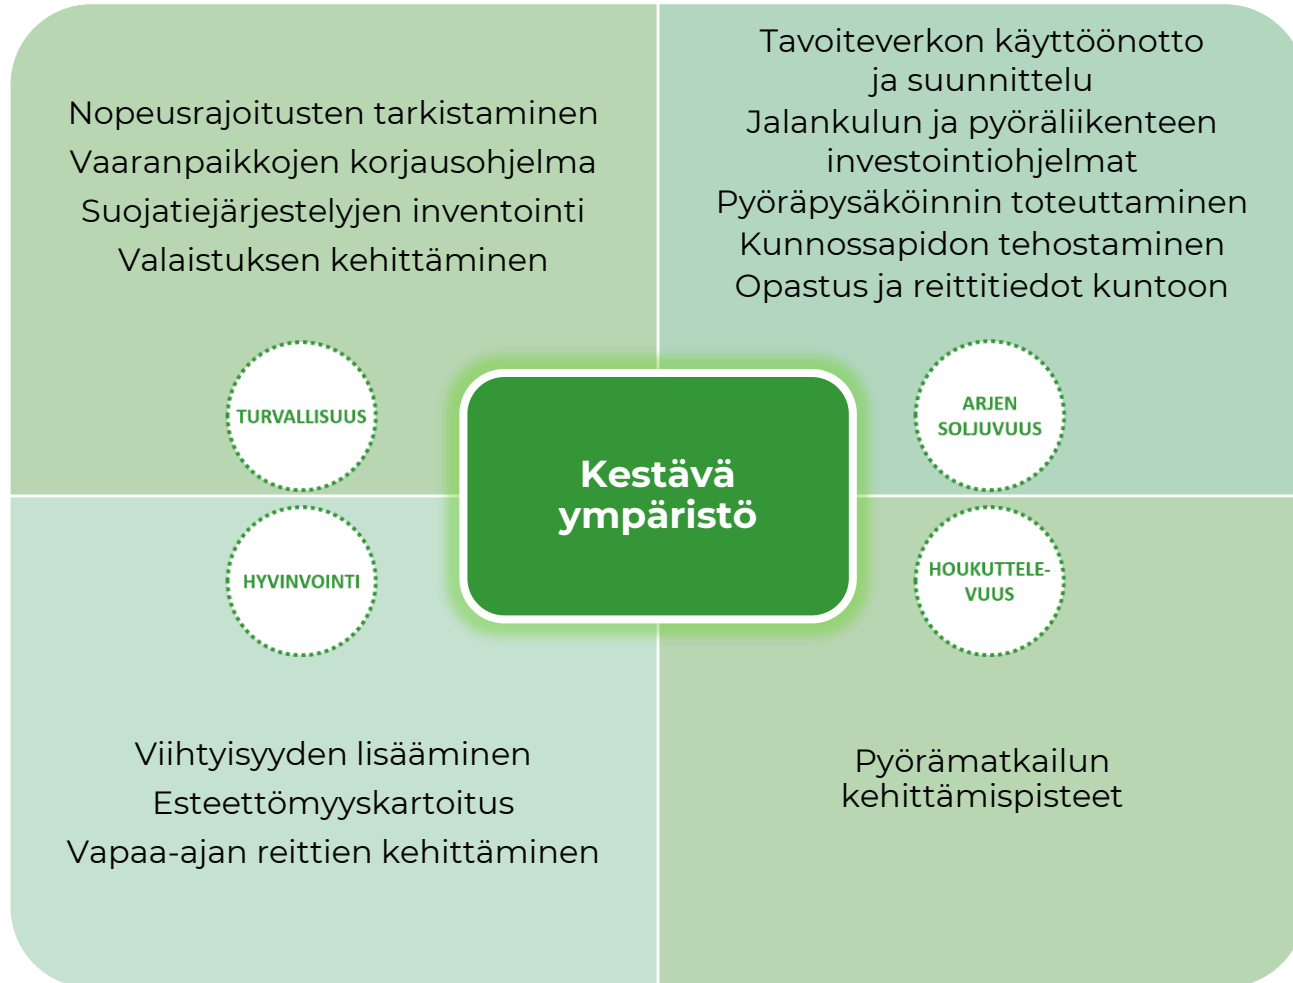 Nopeusrajoitusten tarkistaminen
Vaaranpaikkojen korjausohjelma
Suojatiejärjestelyjen inventointi
Valaistuksen kehittäminen
TURVALLISUUS
Tavoiteverkon käyttöönotto
ja suunnittelu
Jalankulun ja pyöräliikenteen
investointiohjelmat
Pyöräpysäköinnin toteuttaminen
Kunnossapidon tehostaminen
Opastus ja reittitiedot kuntoon
ARJEN
SOLJUVUUS
Kestävä
ympäristö
HYVINVOINTI
Viihtyisyyden lisääminen
Esteettömyyskartoitus
Vapaa-ajan reittien kehittäminen
HOUKUTTELE-
VUUS
Pyörämatkailun
kehittämispisteet